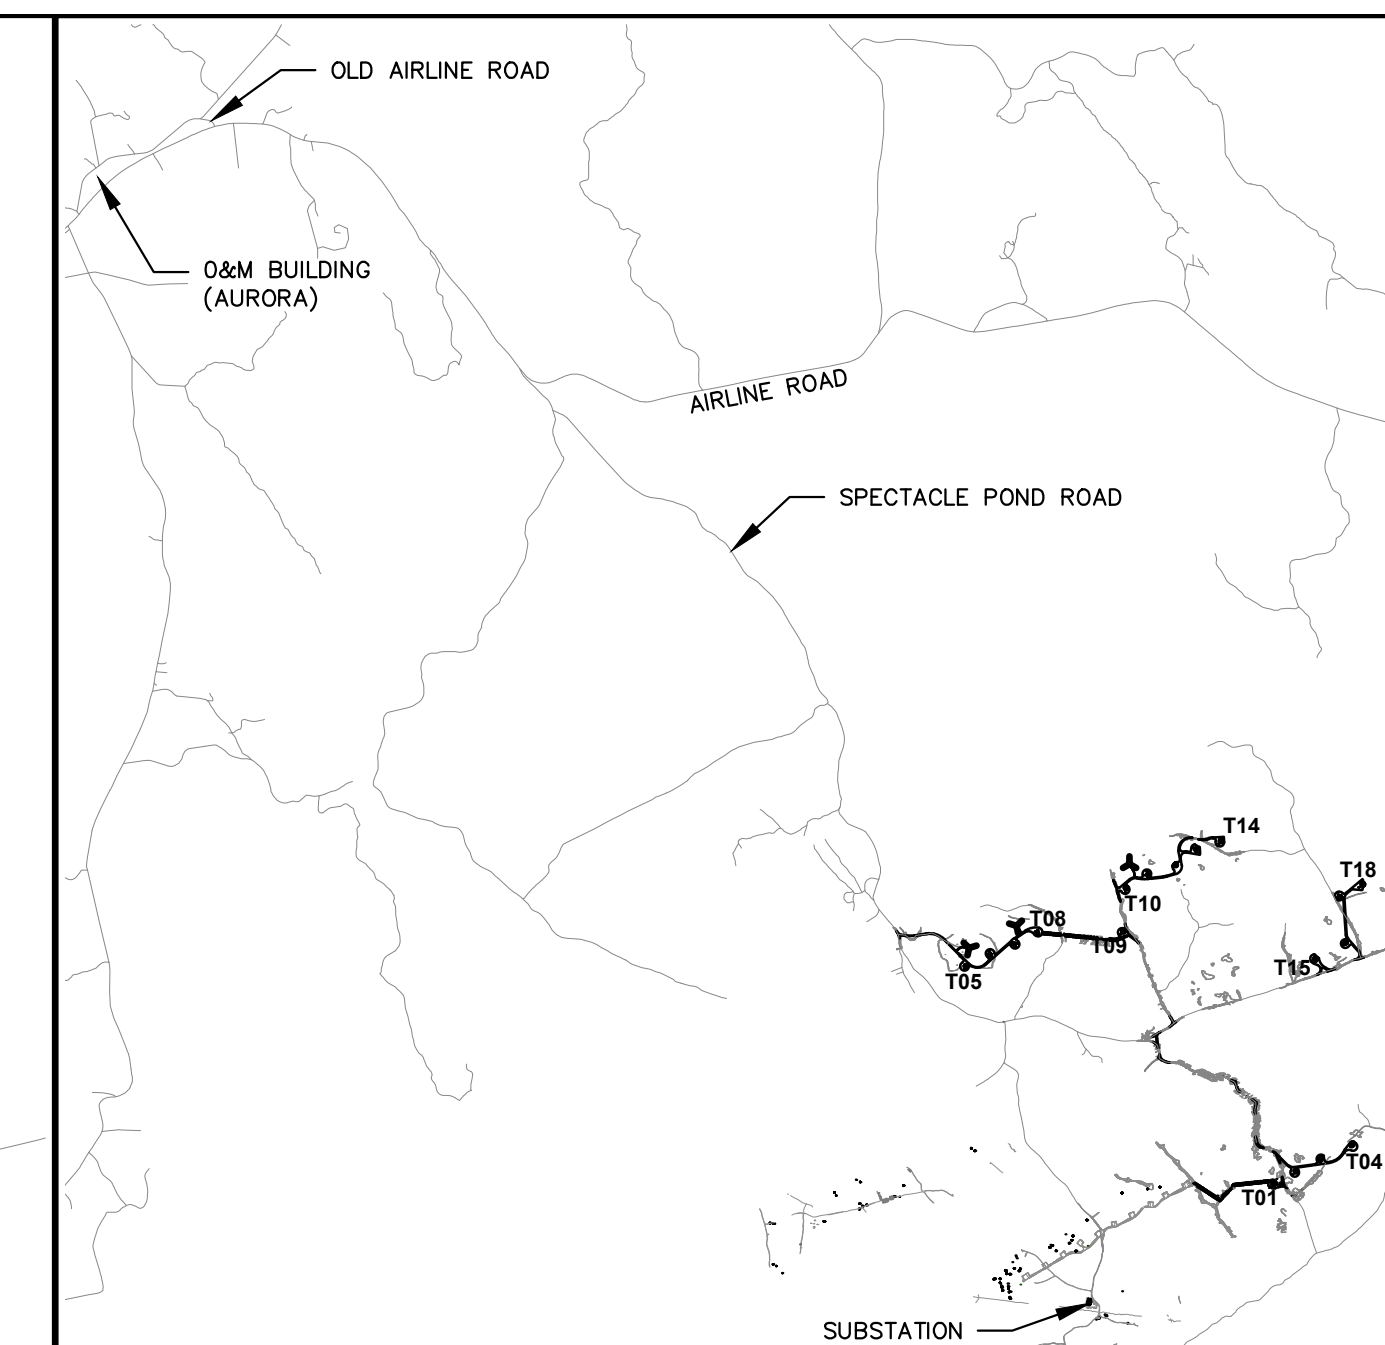 OLD AIRLINE ROAD
O&M BUILDING
(AURORA)
AIRLINE ROAD
SPECTACLE POND ROAD
T14
T18
T10
T08
T09
T15
T05
T04
T01
SUBSTATION